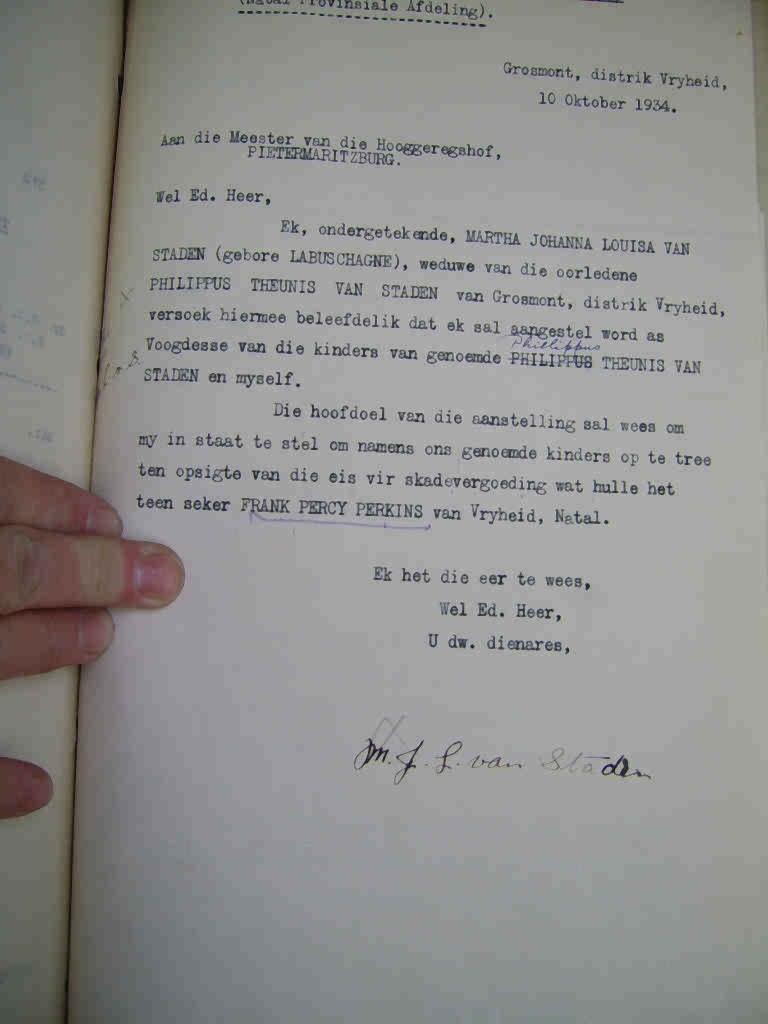 (Natal Provinsiale Afdeling).
Grosmont, distrik Vryheid,
10 Oktober 1934.
Aan die Meester van die Hooggeregshof,
PIETERMARITZBURG.
Wel Ed. Heer,
Ek, ondergetekende, MARTHA JOHANNA LOUISA VAN
STADEN (gebore LABUSCHAGNE), weduwe van die oorledene
PHILIPPUS THEUNIS VAN STADEN van Grosmont, distrik Vryheid,
versoek hiermee beleefdelik dat ek sal aangestel word as
Phillippus
Voogdesse van die kinders van genoemde PHILIPPUS THEUNIS VAN
STADEN en myself.
Die hoofdoel van die aanstelling sal wees om
my in staat te stel om namens ons genoemde kinders op te tree
ten opsigte van die eis vir skadevergoeding wat hulle het
teen seker FRANK PERCY PERKINS van Vryheid, Natal.
Ek het die eer te wees,
Wel Ed. Heer,
U dw. dienares,
M. J. L. van Staden